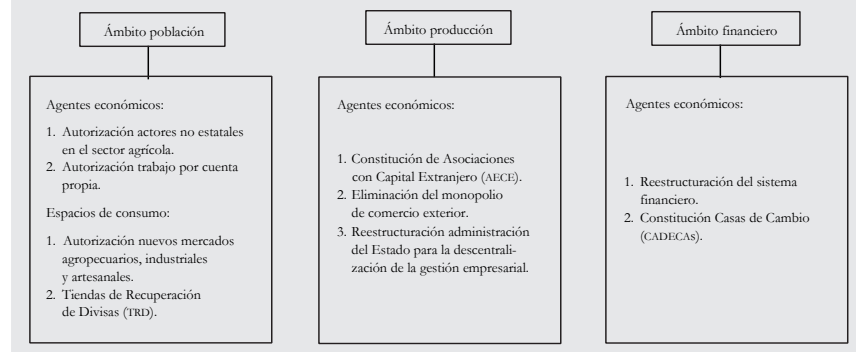 Ámbito población
Agentes económicos:
1. Autorización actores no estatales
en el sector agrícola.
2. Autorización trabajo por cuenta
propia.
Espacios de consumo:
1. Autorización nuevos mercados
agropecuarios, industriales
y artesanales.
2. Tiendas de Recuperación
de Divisas (TRD).
Ámbito producción
Agentes económicos:
1. Constitución de Asociaciones
con Capital Extranjero (AECE).
2. Eliminación del monopolio
de comercio exterior.
3. Reestructuración administración
del Estado para la descentrali-
zación de la gestión empresarial.
Ámbito financiero
Agentes económicos:
1. Reestructuración del sistema
financiero.
2. Constitución Casas de Cambio
(CADECAs).